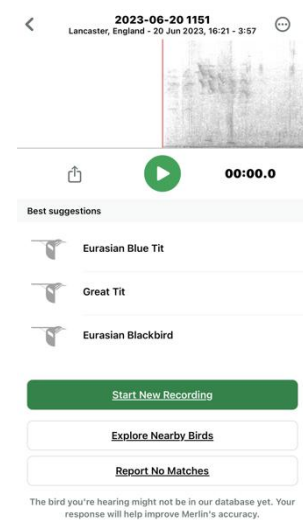 2023-06-20 1151
Lancaster, England - 20 Jun 2023, 16:21 - 3:57
00:00.0
Best suggestions
Eurasian Blue Tit
Great Tit
Eurasian Blackbird
Start New Recording
Explore Nearby Birds
Report No Matches
The bird you're hearing might not be in our database yet. Your
response will help improve Merlin's accuracy.